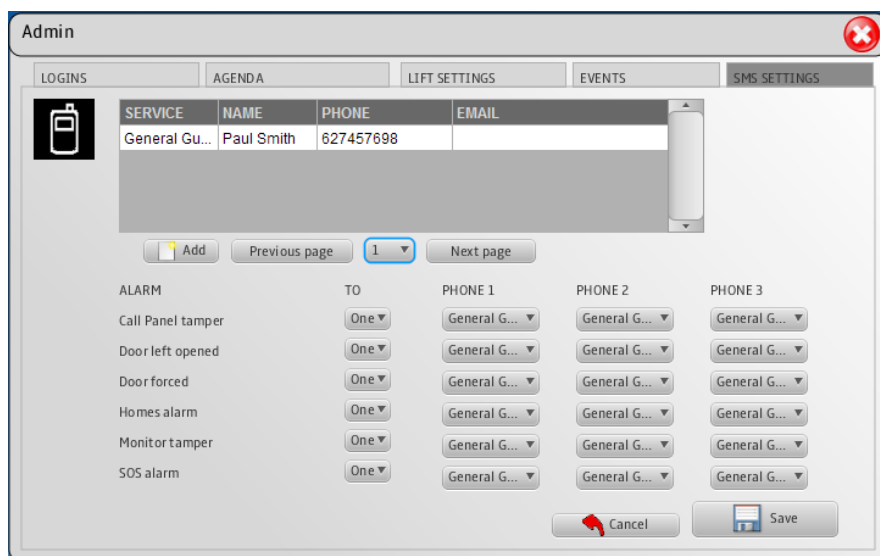 Admin
LOGINS AGENDA LIFT SETTINGS EVENTS SMS SETTINGS
SERVICE NAME PHONE EMAIL
General Gu... Paul Smith 627457698
Add Previous page 1 Next page
ALARM TO PHONE 1 PHONE 2 PHONE 3
Call Panel tamper One General G... General G... General G...
Door left opened One General G... General G... General G...
Door forced One General G... General G... General G...
Homes alarm One General G... General G... General G...
Monitor tamper One General G... General G... General G...
SOS alarm One General G... General G... General G...
Cancel Save